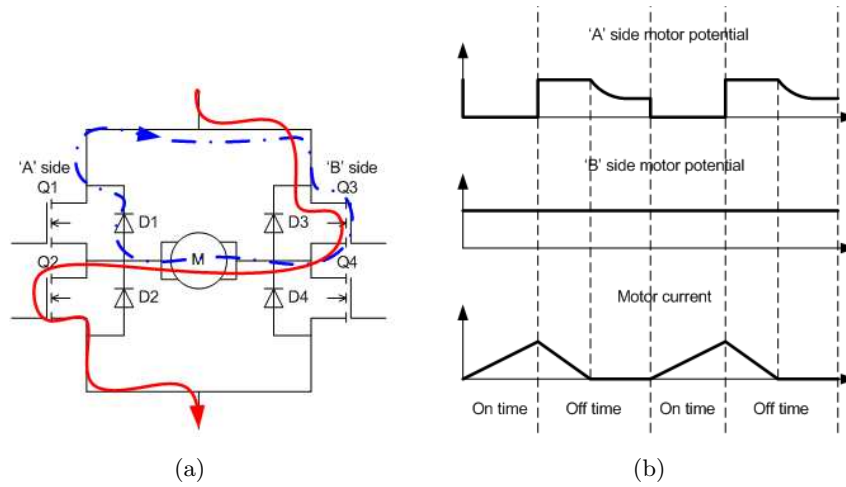 'A' side
Q1
D1
Q2
D2
M
'B' side
Q3
D3
Q4
D4
(a)
'A' side motor potential
'B' side motor potential
Motor current
On time
Off time
On time
Off time
(b)